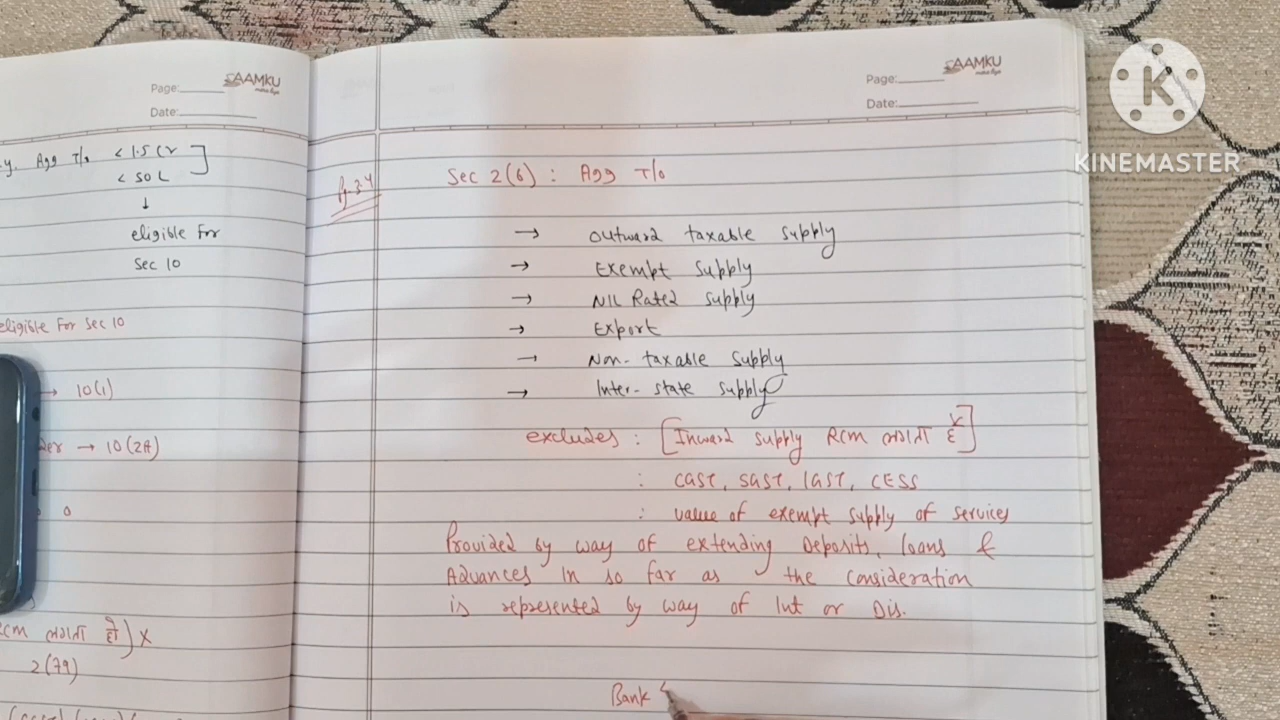 Page:
SAAMKU
Date:
.y. Agg T/o < 1.5 Cr
< 50 L
↓
eligible For
Sec 10
eligible For Sec 10
→ 10(1)
→ 10(2A)
0
RCM लगता है) X
2(79)
Page:
SAAMKU
Date:
KINEMASTER
Sec 2(6) : Agg T/o
→ Outward taxable supply
→ Exempt supply
→ NIL Rated supply
→ Export
→ Non-taxable supply
→ Inter-state supply
excludes : [Inward supply RCM लगता है]
: CGST, SGST, IGST, CESS
: value of exempt supply of services
Provided by way of extending Deposits, loans &
Advances In so far as the consideration
is represented by way of Int or Dis.
Bank